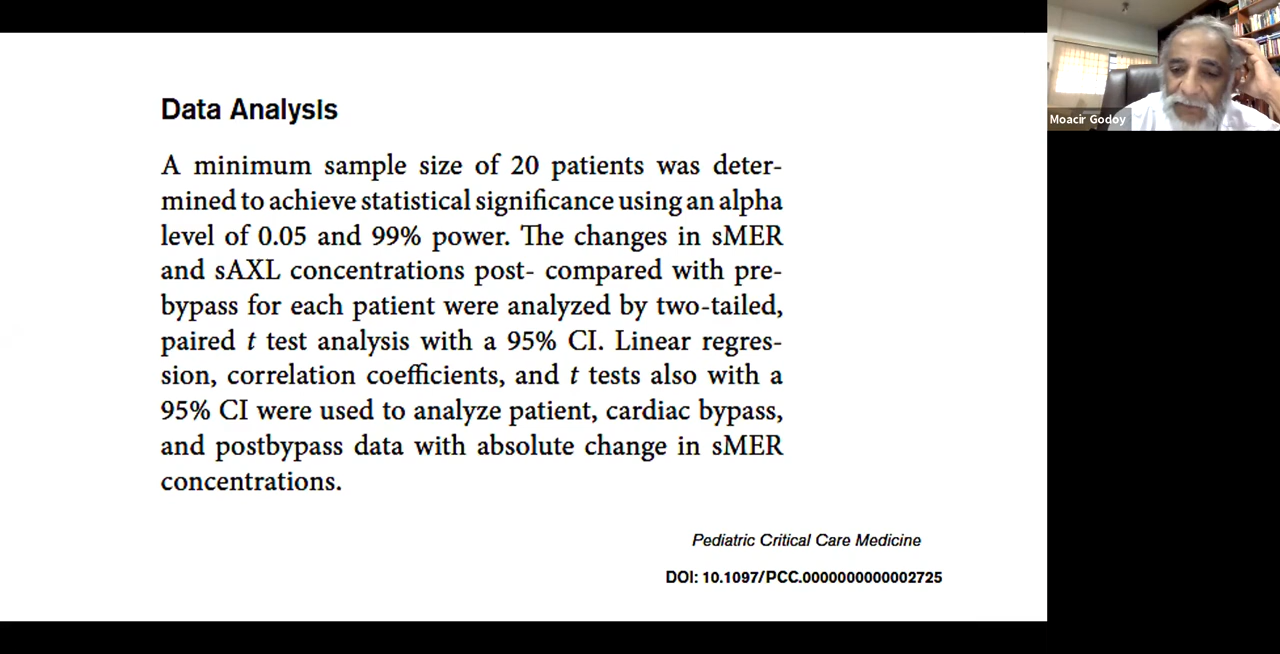 Data Analysis
A minimum sample size of 20 patients was deter-
mined to achieve statistical significance using an alpha
level of 0.05 and 99% power. The changes in sMER
and sAXL concentrations post- compared with pre-
bypass for each patient were analyzed by two-tailed,
paired t test analysis with a 95% CI. Linear regres-
sion, correlation coefficients, and t tests also with a
95% CI were used to analyze patient, cardiac bypass,
and postbypass data with absolute change in sMER
concentrations.
Pediatric Critical Care Medicine
DOI: 10.1097/PCC.0000000000002725
Moacir Godoy